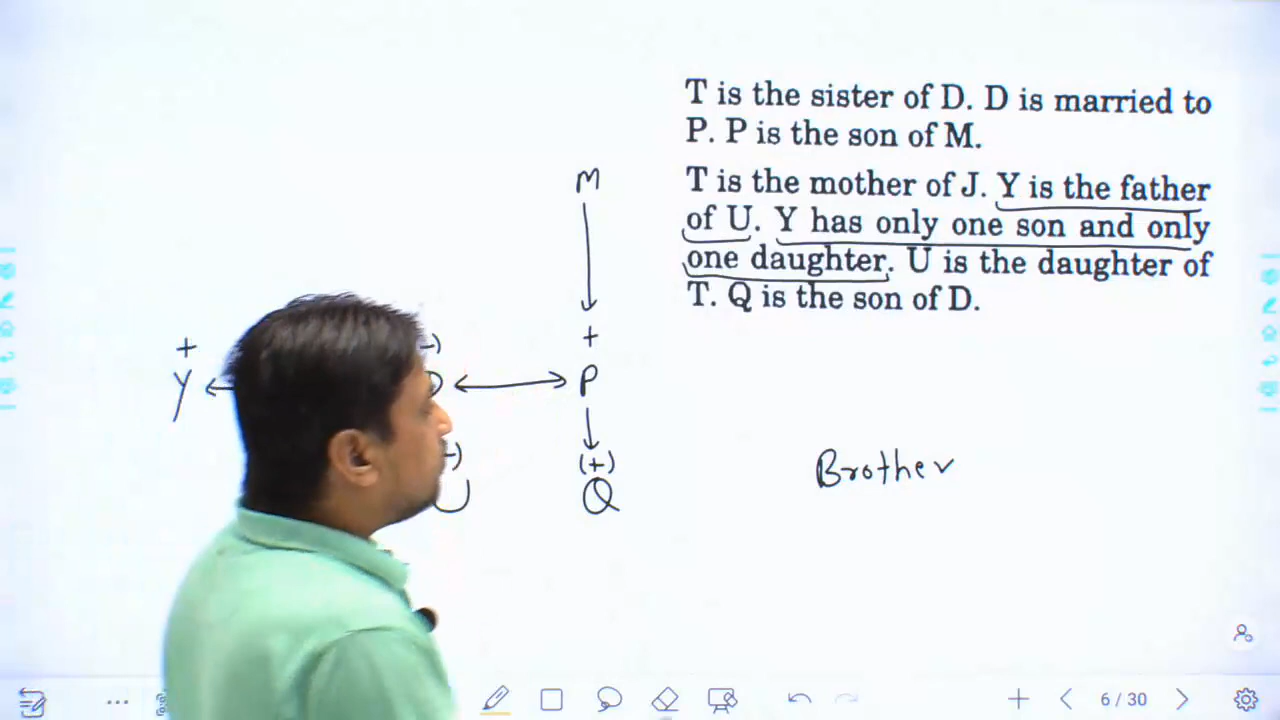 T is the sister of D. D is married to
P. P is the son of M.
T is the mother of J. Y is the father
of U. Y has only one son and only
one daughter. U is the daughter of
T. Q is the son of D.
M
+
+
P
Y
(+)
Q
U
Brother
6 / 30